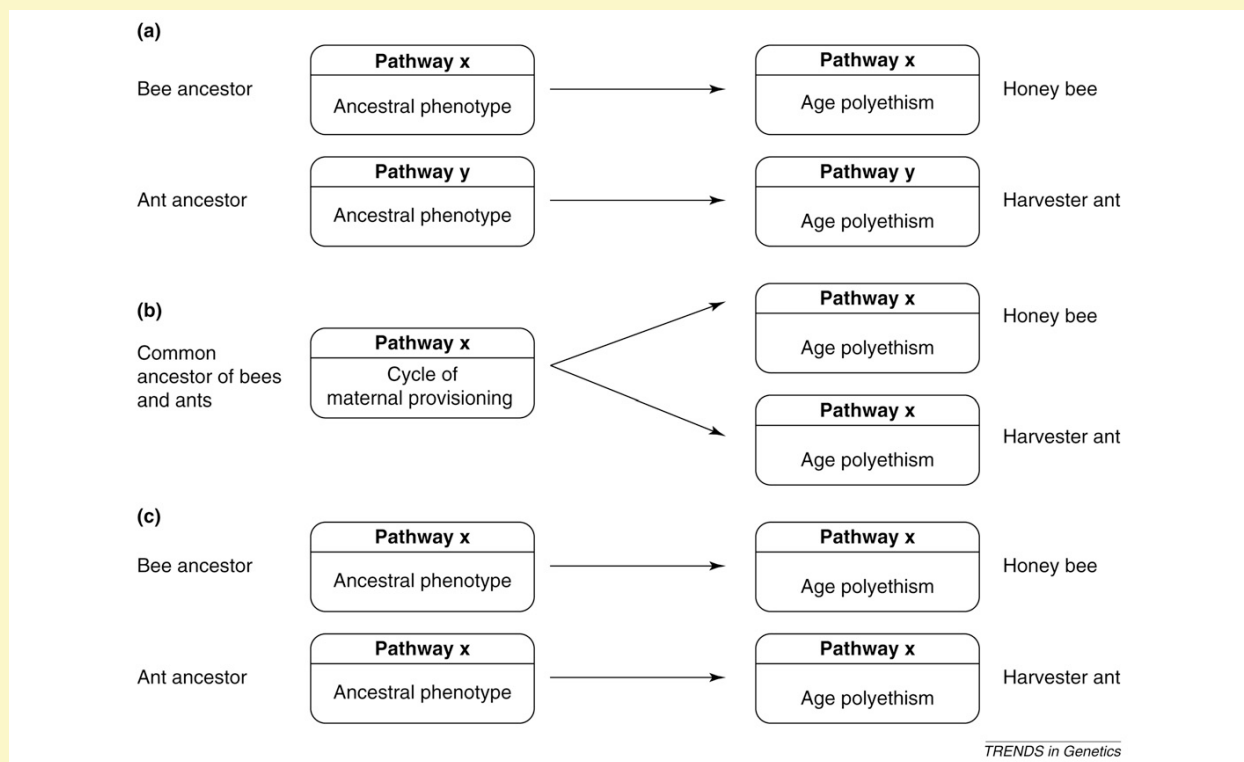 (a)
Bee ancestor
Pathway x
Ancestral phenotype
Pathway x
Age polyethism
Honey bee
Ant ancestor
Pathway y
Ancestral phenotype
Pathway y
Age polyethism
Harvester ant
(b)
Common
ancestor of bees
and ants
Pathway x
Cycle of
maternal provisioning
Pathway x
Age polyethism
Honey bee
Pathway x
Age polyethism
Harvester ant
(c)
Bee ancestor
Pathway x
Ancestral phenotype
Pathway x
Age polyethism
Honey bee
Ant ancestor
Pathway x
Ancestral phenotype
Pathway x
Age polyethism
Harvester ant
TRENDS in Genetics